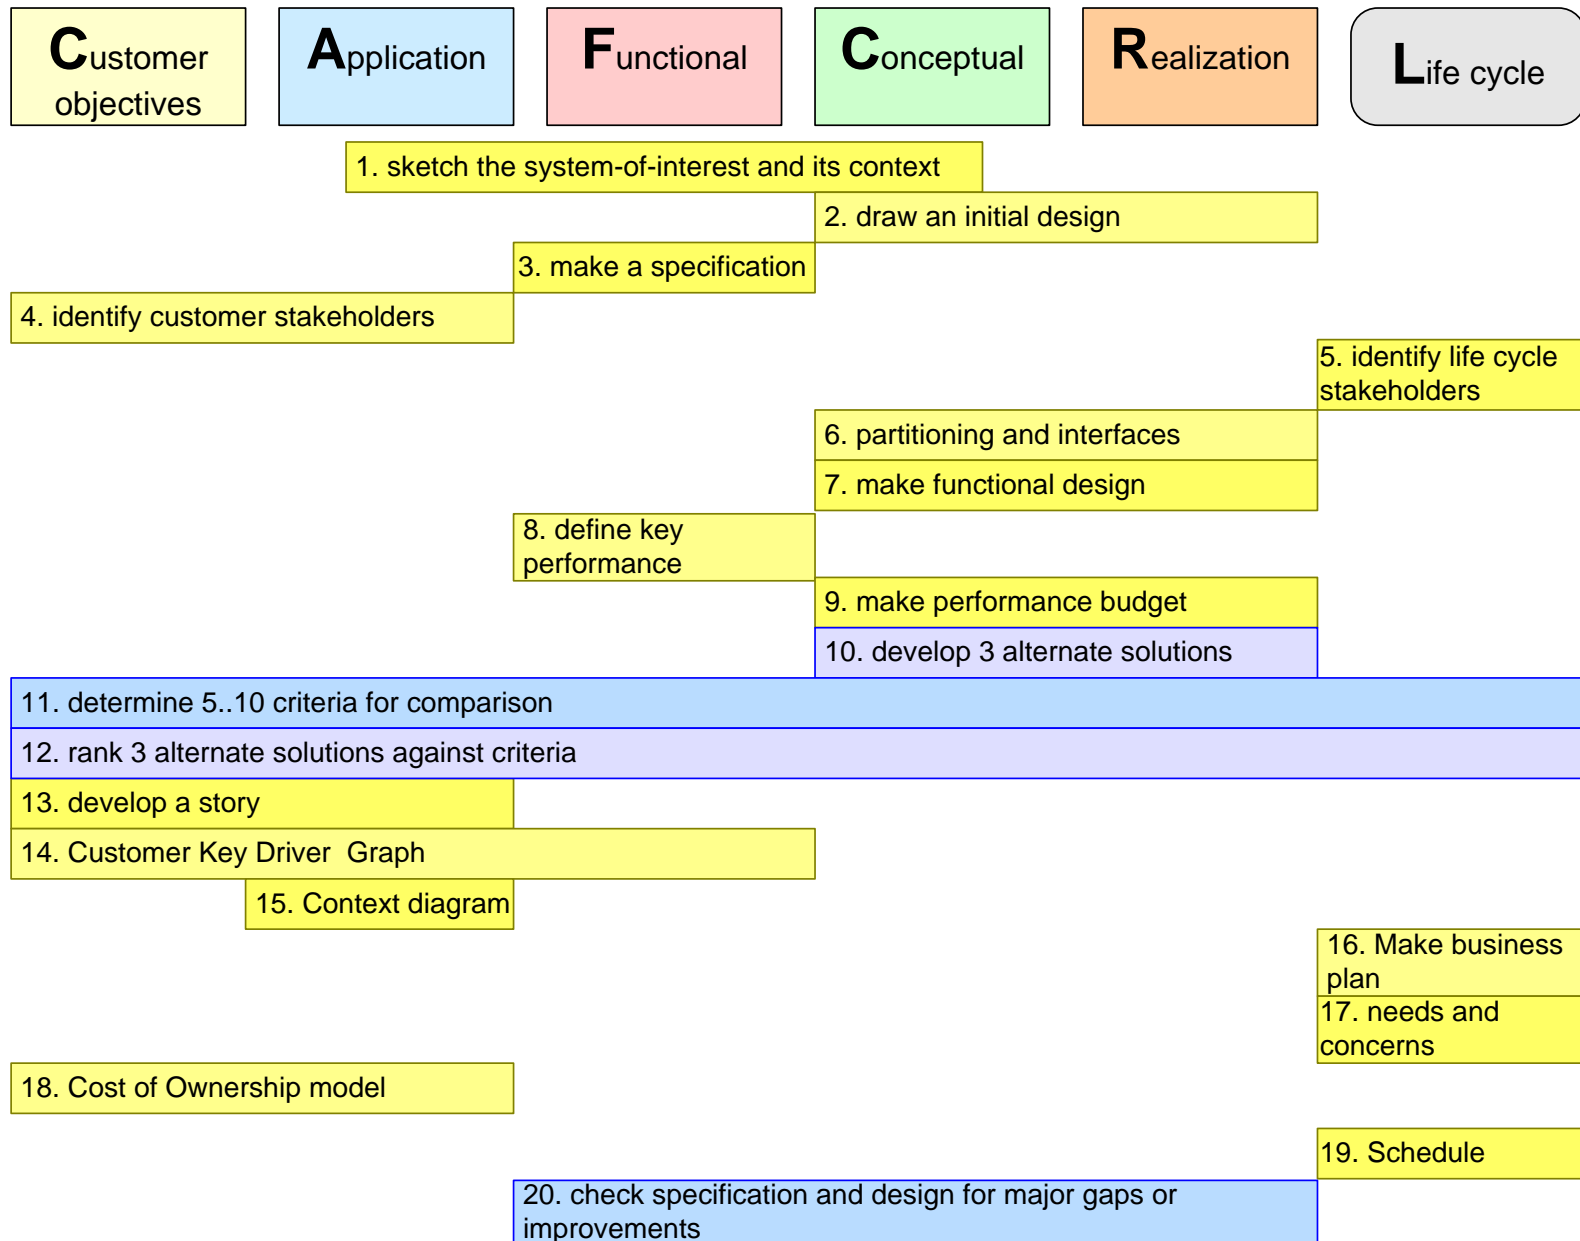 Customer
objectives
Application
Functional
Conceptual
Realization
Life cycle
1. sketch the system-of-interest and its context
2. draw an initial design
3. make a specification
4. identify customer stakeholders
5. identify life cycle
stakeholders
6. partitioning and interfaces
7. make functional design
8. define key
performance
9. make performance budget
10. develop 3 alternate solutions
11. determine 5..10 criteria for comparison
12. rank 3 alternate solutions against criteria
13. develop a story
14. Customer Key Driver  Graph
15. Context diagram
16. Make business
plan
17. needs and
concerns
18. Cost of Ownership model
19. Schedule
20. check specification and design for major gaps or
improvements